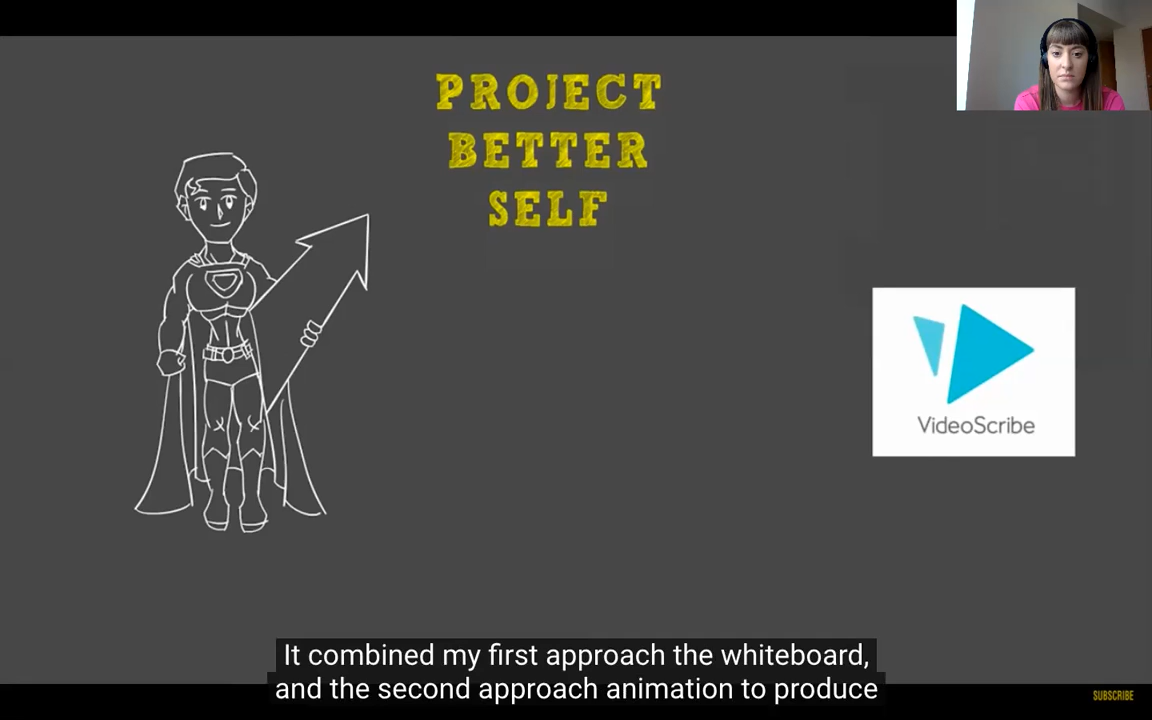 PROJECT
BETTER
SELF
VideoScribe
It combined my first approach the whiteboard,
and the second approach animation to produce
SUBSCRIBE